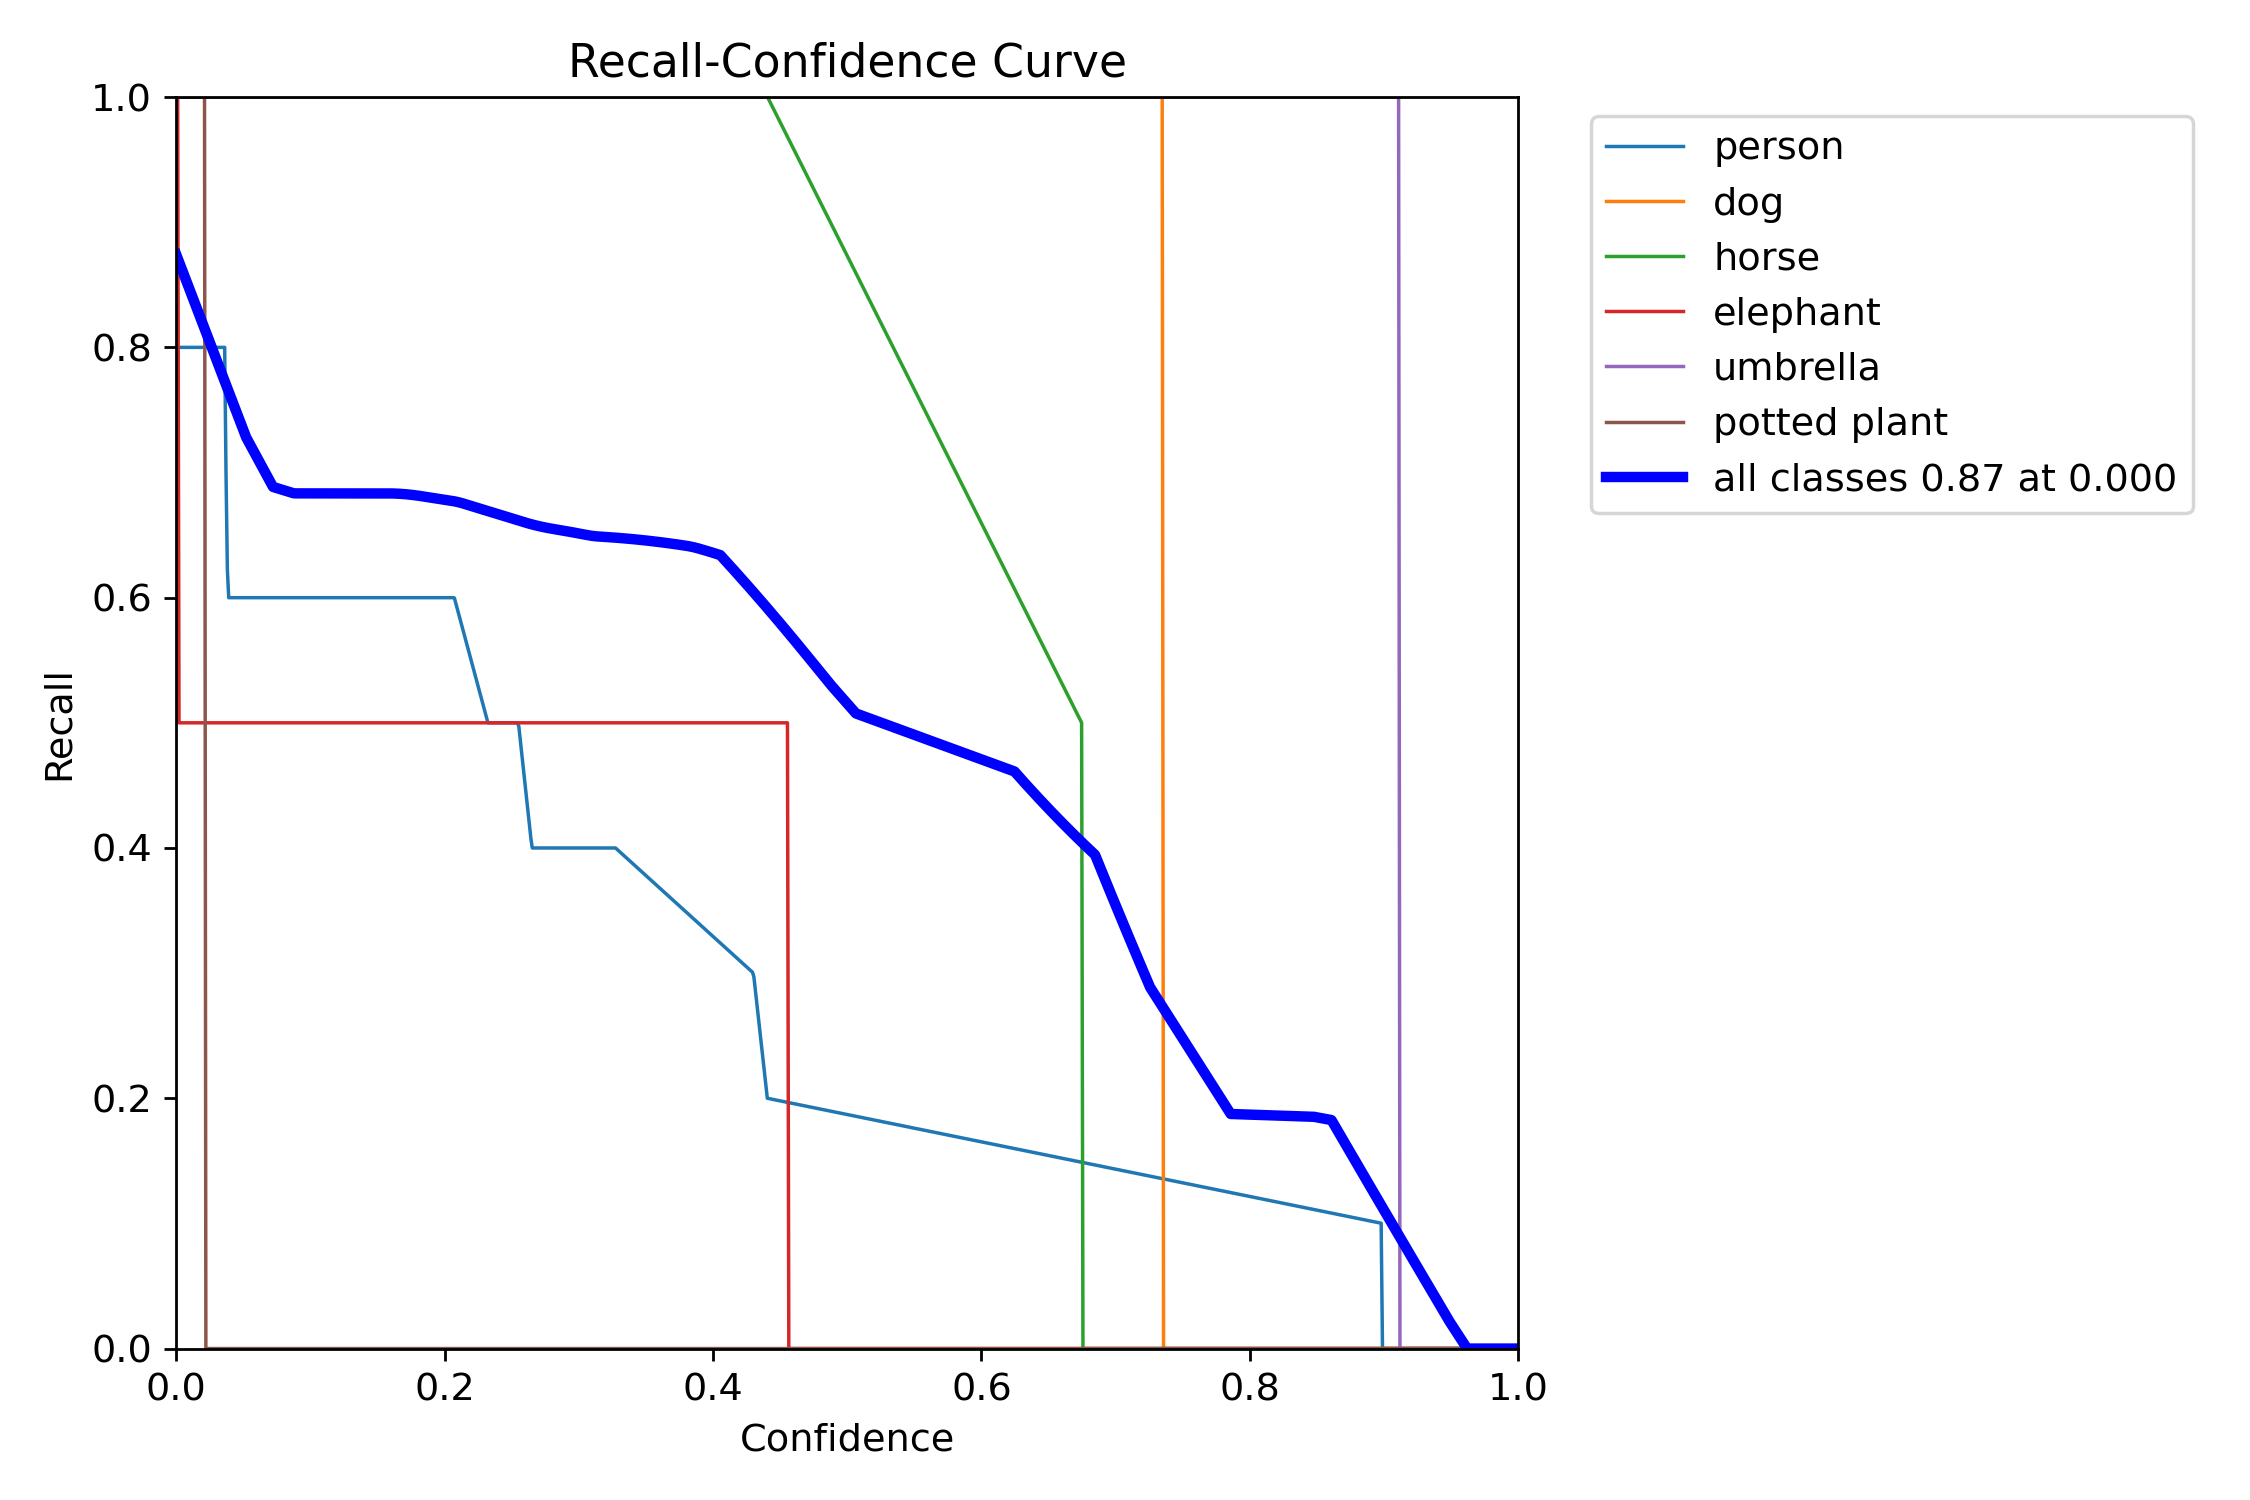 Recall-Confidence Curve
1.0
0.8
0.6
0.4
0.2
0.0
Recall
0.0 0.2 0.4 0.6 0.8 1.0
Confidence
person
dog
horse
elephant
umbrella
potted plant
all classes 0.87 at 0.000